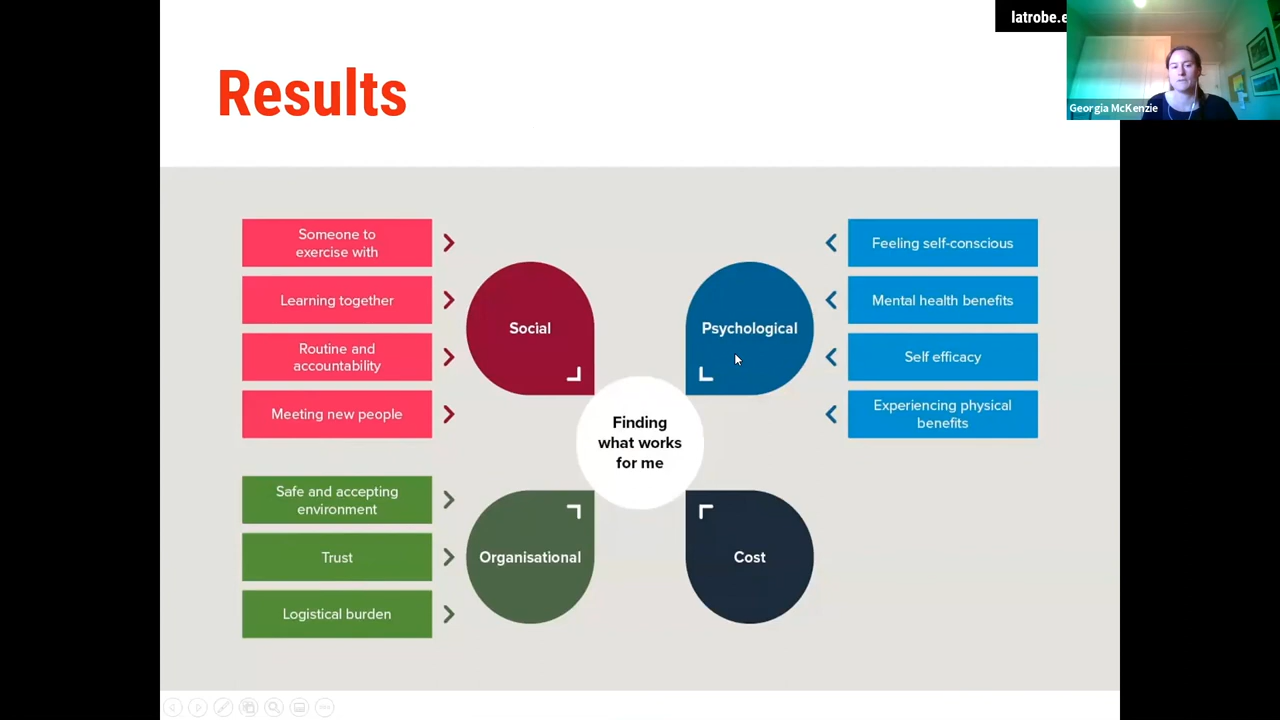 latrobe.e
Georgia McKenzie
Results
Someone to
exercise with
Learning together
Routine and
accountability
Meeting new people
Social
Psychological
Feeling self-conscious
Mental health benefits
Self efficacy
Experiencing physical
benefits
Finding
what works
for me
Safe and accepting
environment
Trust
Logistical burden
Organisational
Cost